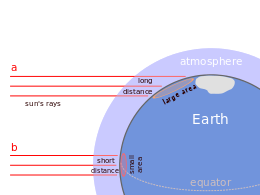 atmosphere
a
long
distance
large area
sun's rays
Earth
b
short
distance
small
area
equator